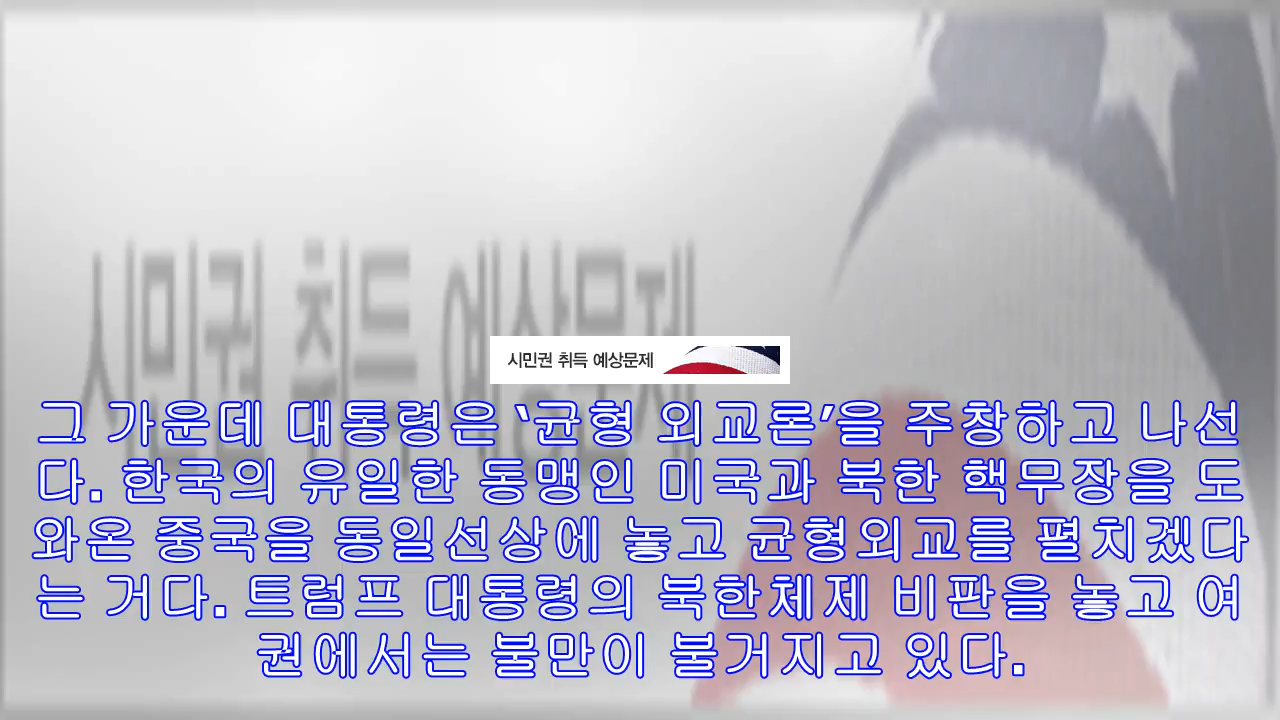 시민권 취득 예상문제
시민권 취득 예상문제
그 가운데 대통령은 ‘균형 외교론’을 주창하고 나선
다. 한국의 유일한 동맹인 미국과 북한 핵무장을 도
와온 중국을 동일선상에 놓고 균형외교를 펼치겠다
는 거다. 트럼프 대통령의 북한체제 비판을 놓고 여
권에서는 불만이 불거지고 있다.